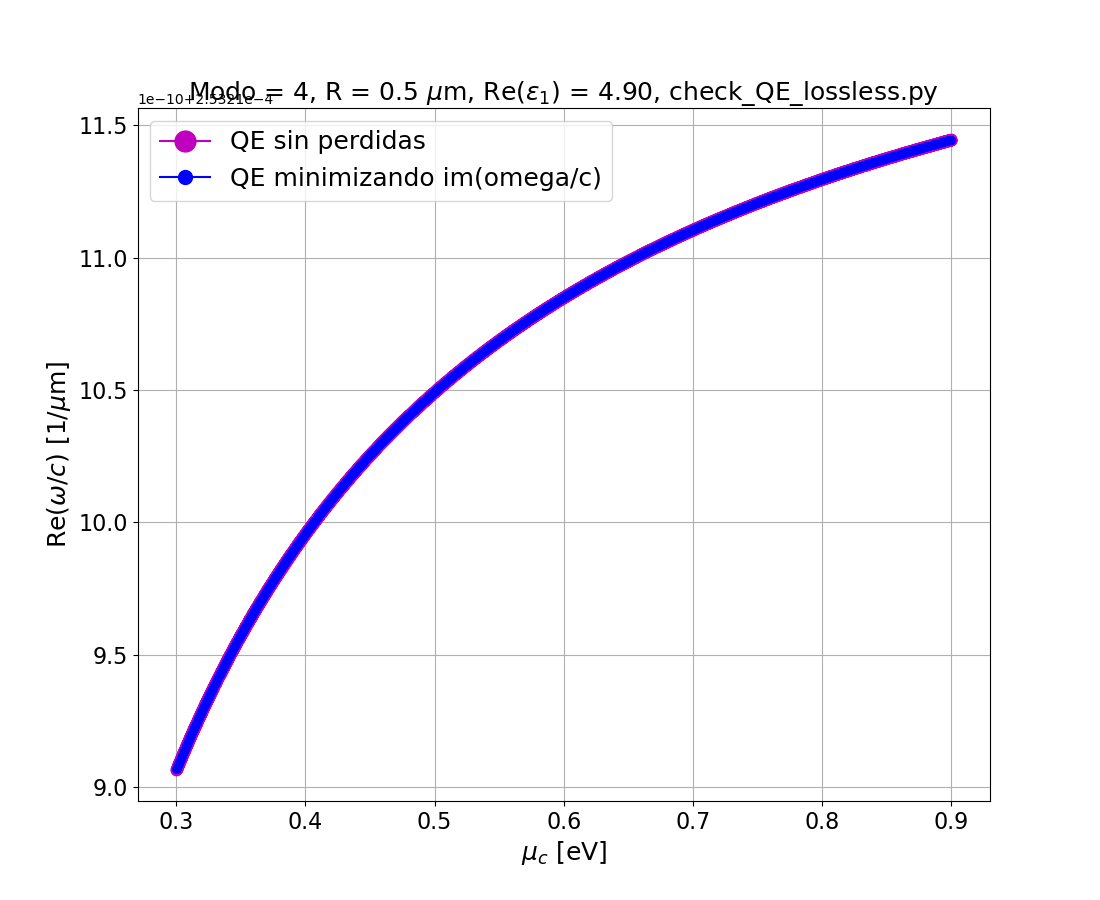 Modo = 4, R = 0.5 μm, Re(ε₁) = 4.90, check_QE_lossless.py
1e−10+2.5321e−4
QE sin perdidas
QE minimizando im(omega/c)
11.5
11.0
10.5
10.0
9.5
9.0
Re(ω/c) [1/μm]
0.3 0.4 0.5 0.6 0.7 0.8 0.9
μ_c [eV]